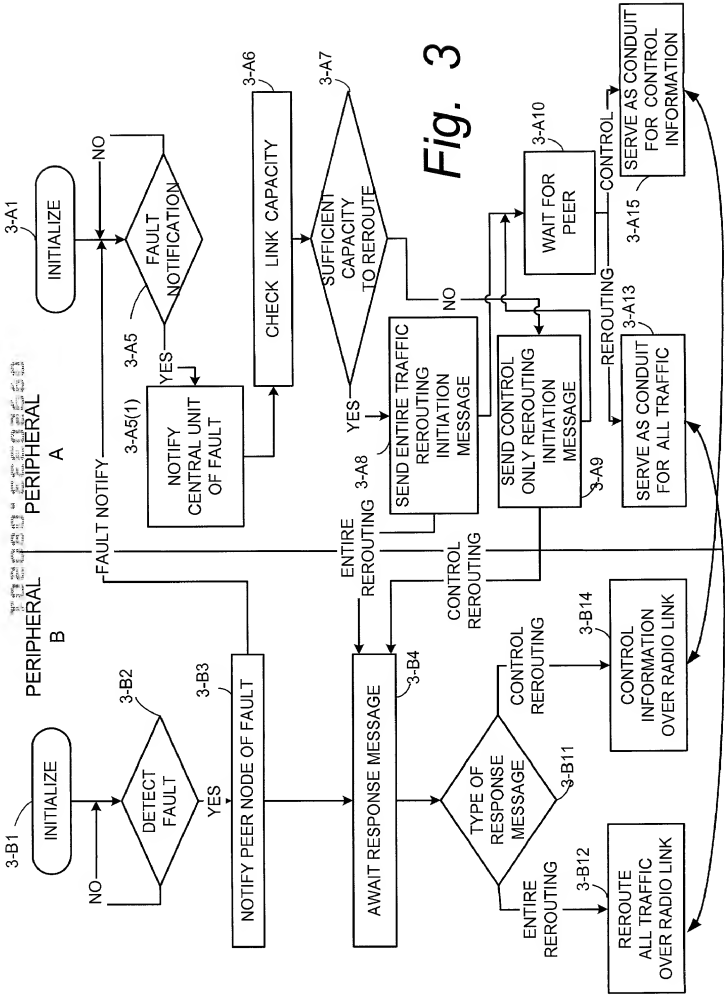 PERIPHERAL
B
3-B1
INITIALIZE
NO
DETECT
FAULT
3-B2
YES
NOTIFY PEER NODE OF FAULT
3-B3
FAULT NOTIFY
AWAIT RESPONSE MESSAGE
3-B4
ENTIRE
REROUTING
CONTROL
REROUTING
TYPE OF
RESPONSE
MESSAGE
3-B11
ENTIRE
REROUTING
CONTROL
REROUTING
3-B12
REROUTE
ALL TRAFFIC
OVER RADIO LINK
3-B14
CONTROL
INFORMATION
OVER RADIO LINK
PERIPHERAL
A
3-A1
INITIALIZE
NO
FAULT
NOTIFICATION
3-A5
YES
3-A5(1)
NOTIFY
CENTRAL UNIT
OF FAULT
3-A6
CHECK LINK CAPACITY
3-A7
SUFFICIENT
CAPACITY
TO REROUTE
YES
NO
3-A8
SEND ENTIRE TRAFFIC
REROUTING
INITIATION
MESSAGE
SEND CONTROL
ONLY REROUTING
INITIATION
MESSAGE
3-A9
3-A10
WAIT FOR
PEER
REROUTING
CONTROL
3-A13
SERVE AS CONDUIT
FOR ALL TRAFFIC
3-A15
SERVE AS CONDUIT
FOR CONTROL
INFORMATION
Fig. 3